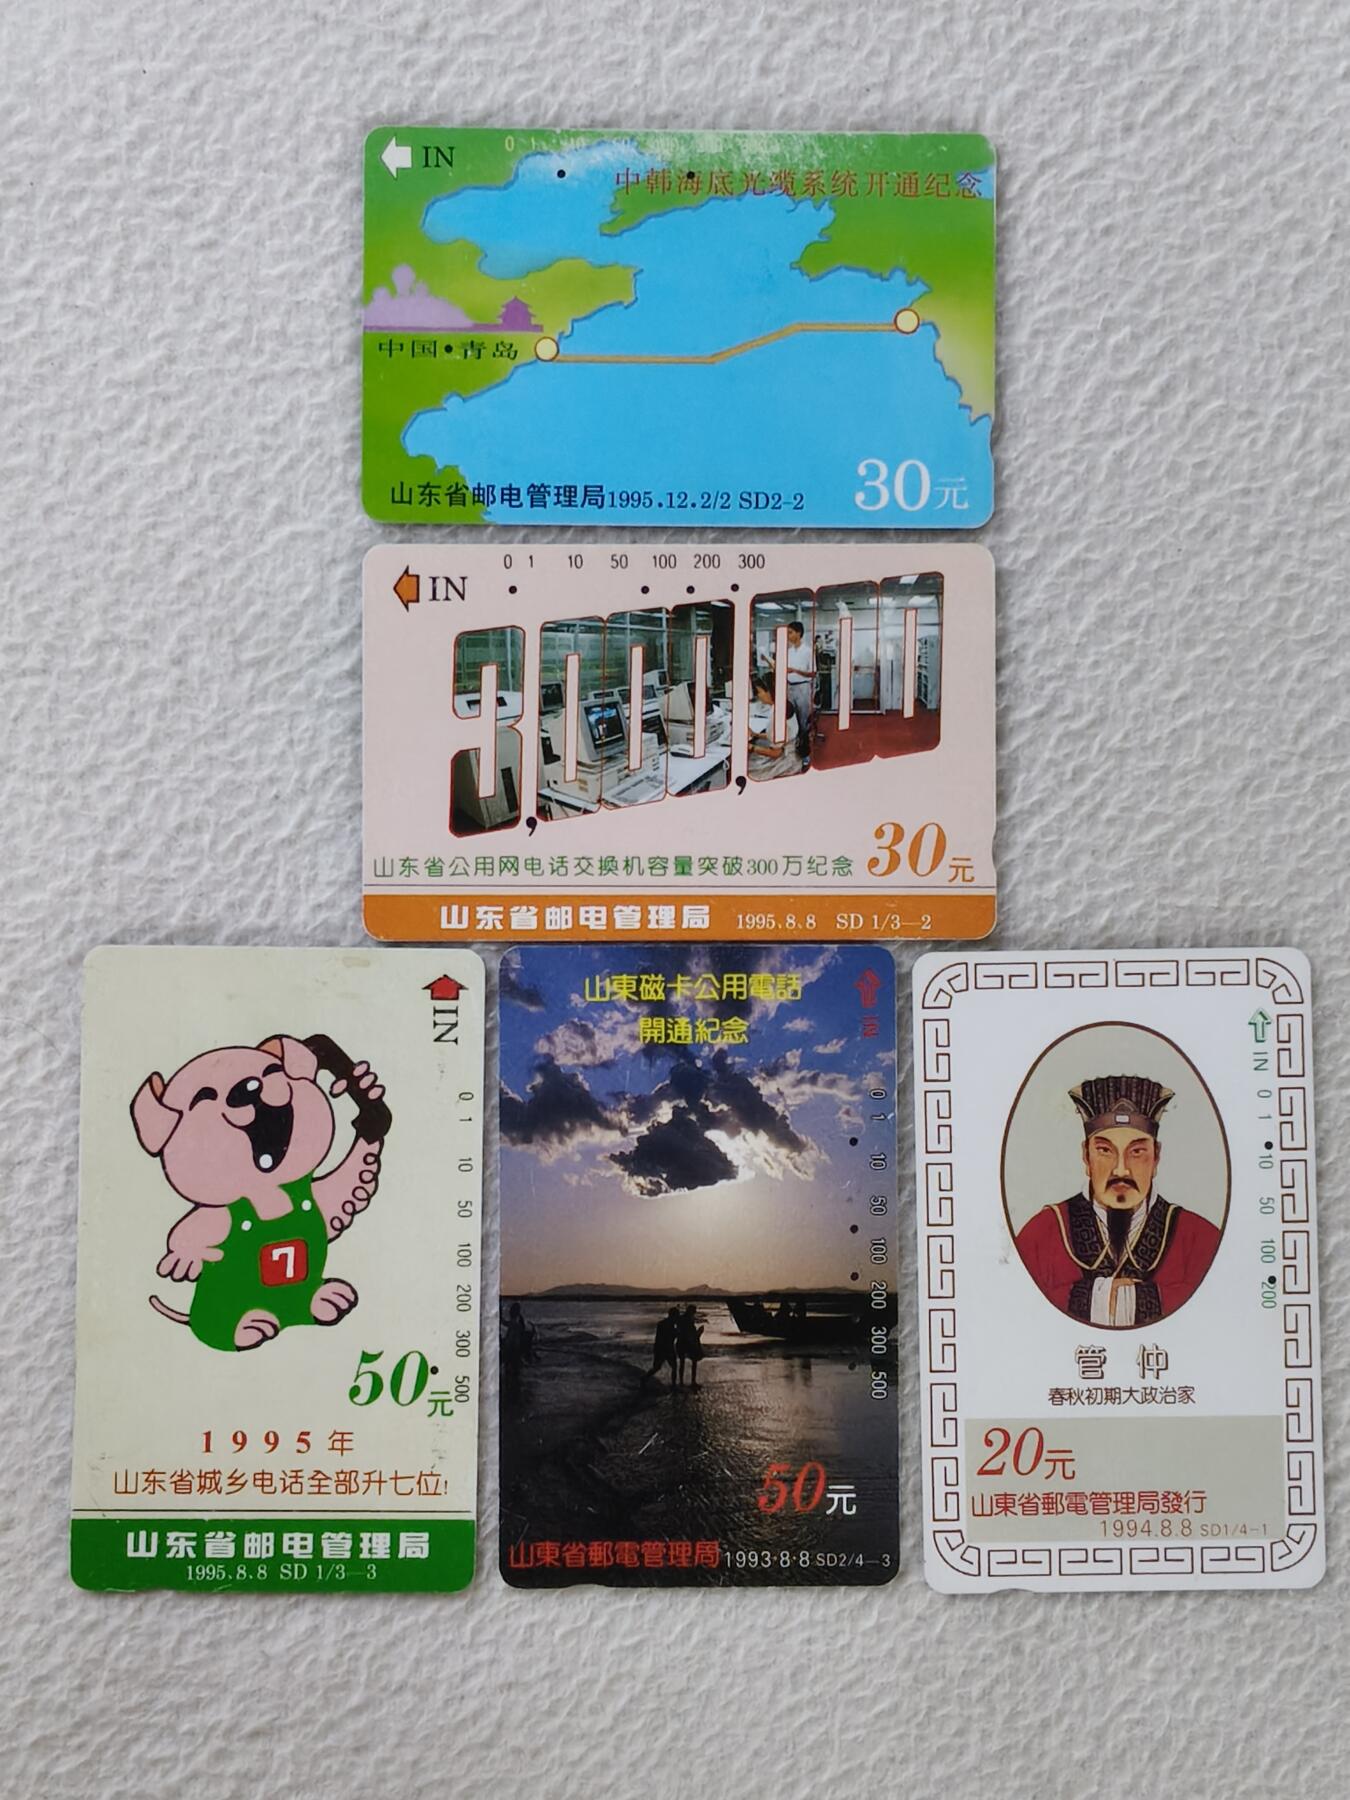 IN
中韩海底光缆系统开通纪念
中国•青岛
30元
山东省邮电管理局1995.12.2/2 SD2-2
IN
0 1 10 50 100 200 300
3,000,000
山东省公用网电话交换机容量突破300万纪念
30元
山东省邮电管理局 1995.8.8 SD 1/3—2
IN
0 1 10 50 100 200 300 500
7
50元
1995年
山东省城乡电话全部升七位!
山东省邮电管理局
1995.8.8 SD 1/3—3
山東磁卡公用電話
開通紀念
IN
0 1 10 50 100 200 300 500
50元
山東省郵電管理局1993·8·8 SD2/4—3
IN 0 1 10 50 100 200
管仲
春秋初期大政治家
20元
山東省郵電管理局發行
1994.8.8 SD1/4-1